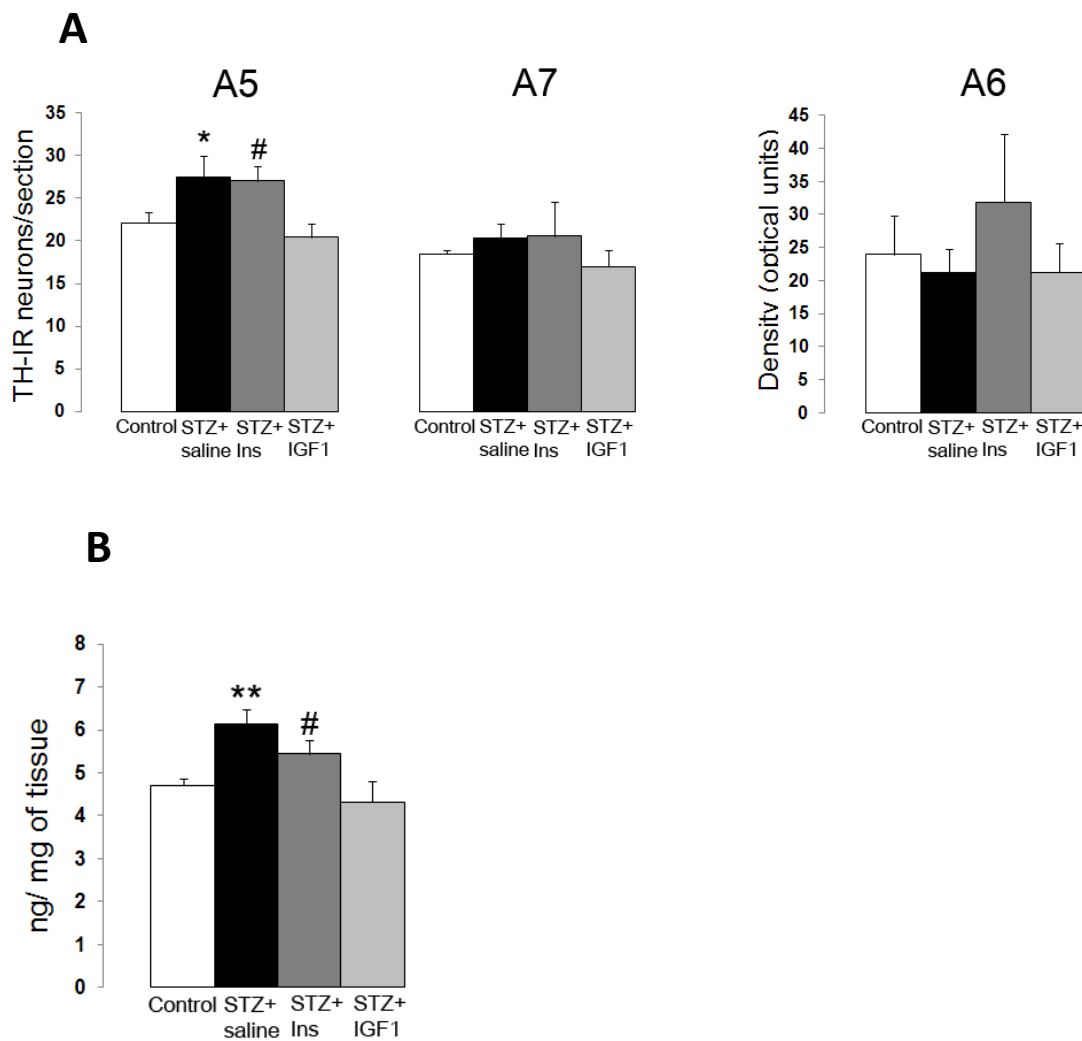 A
A5
A7
A6
TH-IR neurons/section
35
30
25
20
15
10
5
0
*
#
Control STZ+ STZ+ STZ+
saline Ins IGF1
Control STZ+ STZ+ STZ+
saline Ins IGF1
Density (optical units)
45
40
35
30
25
20
15
10
5
0
Control STZ+ STZ+ STZ+
saline Ins IGF1
B
ng/ mg of tissue
8
7
6
5
4
3
2
1
0
**
#
Control STZ+ STZ+ STZ+
saline Ins IGF1